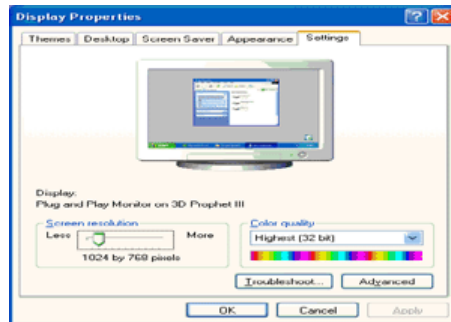 Display Properties
Themes Desktop Screen Saver Appearance Settings
Display:
Plug and Play Monitor on 3D Prophet III
Screen resolution
Less More
1024 by 768 pixels
Color quality
Highest (32 bit)
Troubleshoot... Advanced
OK Cancel Apply